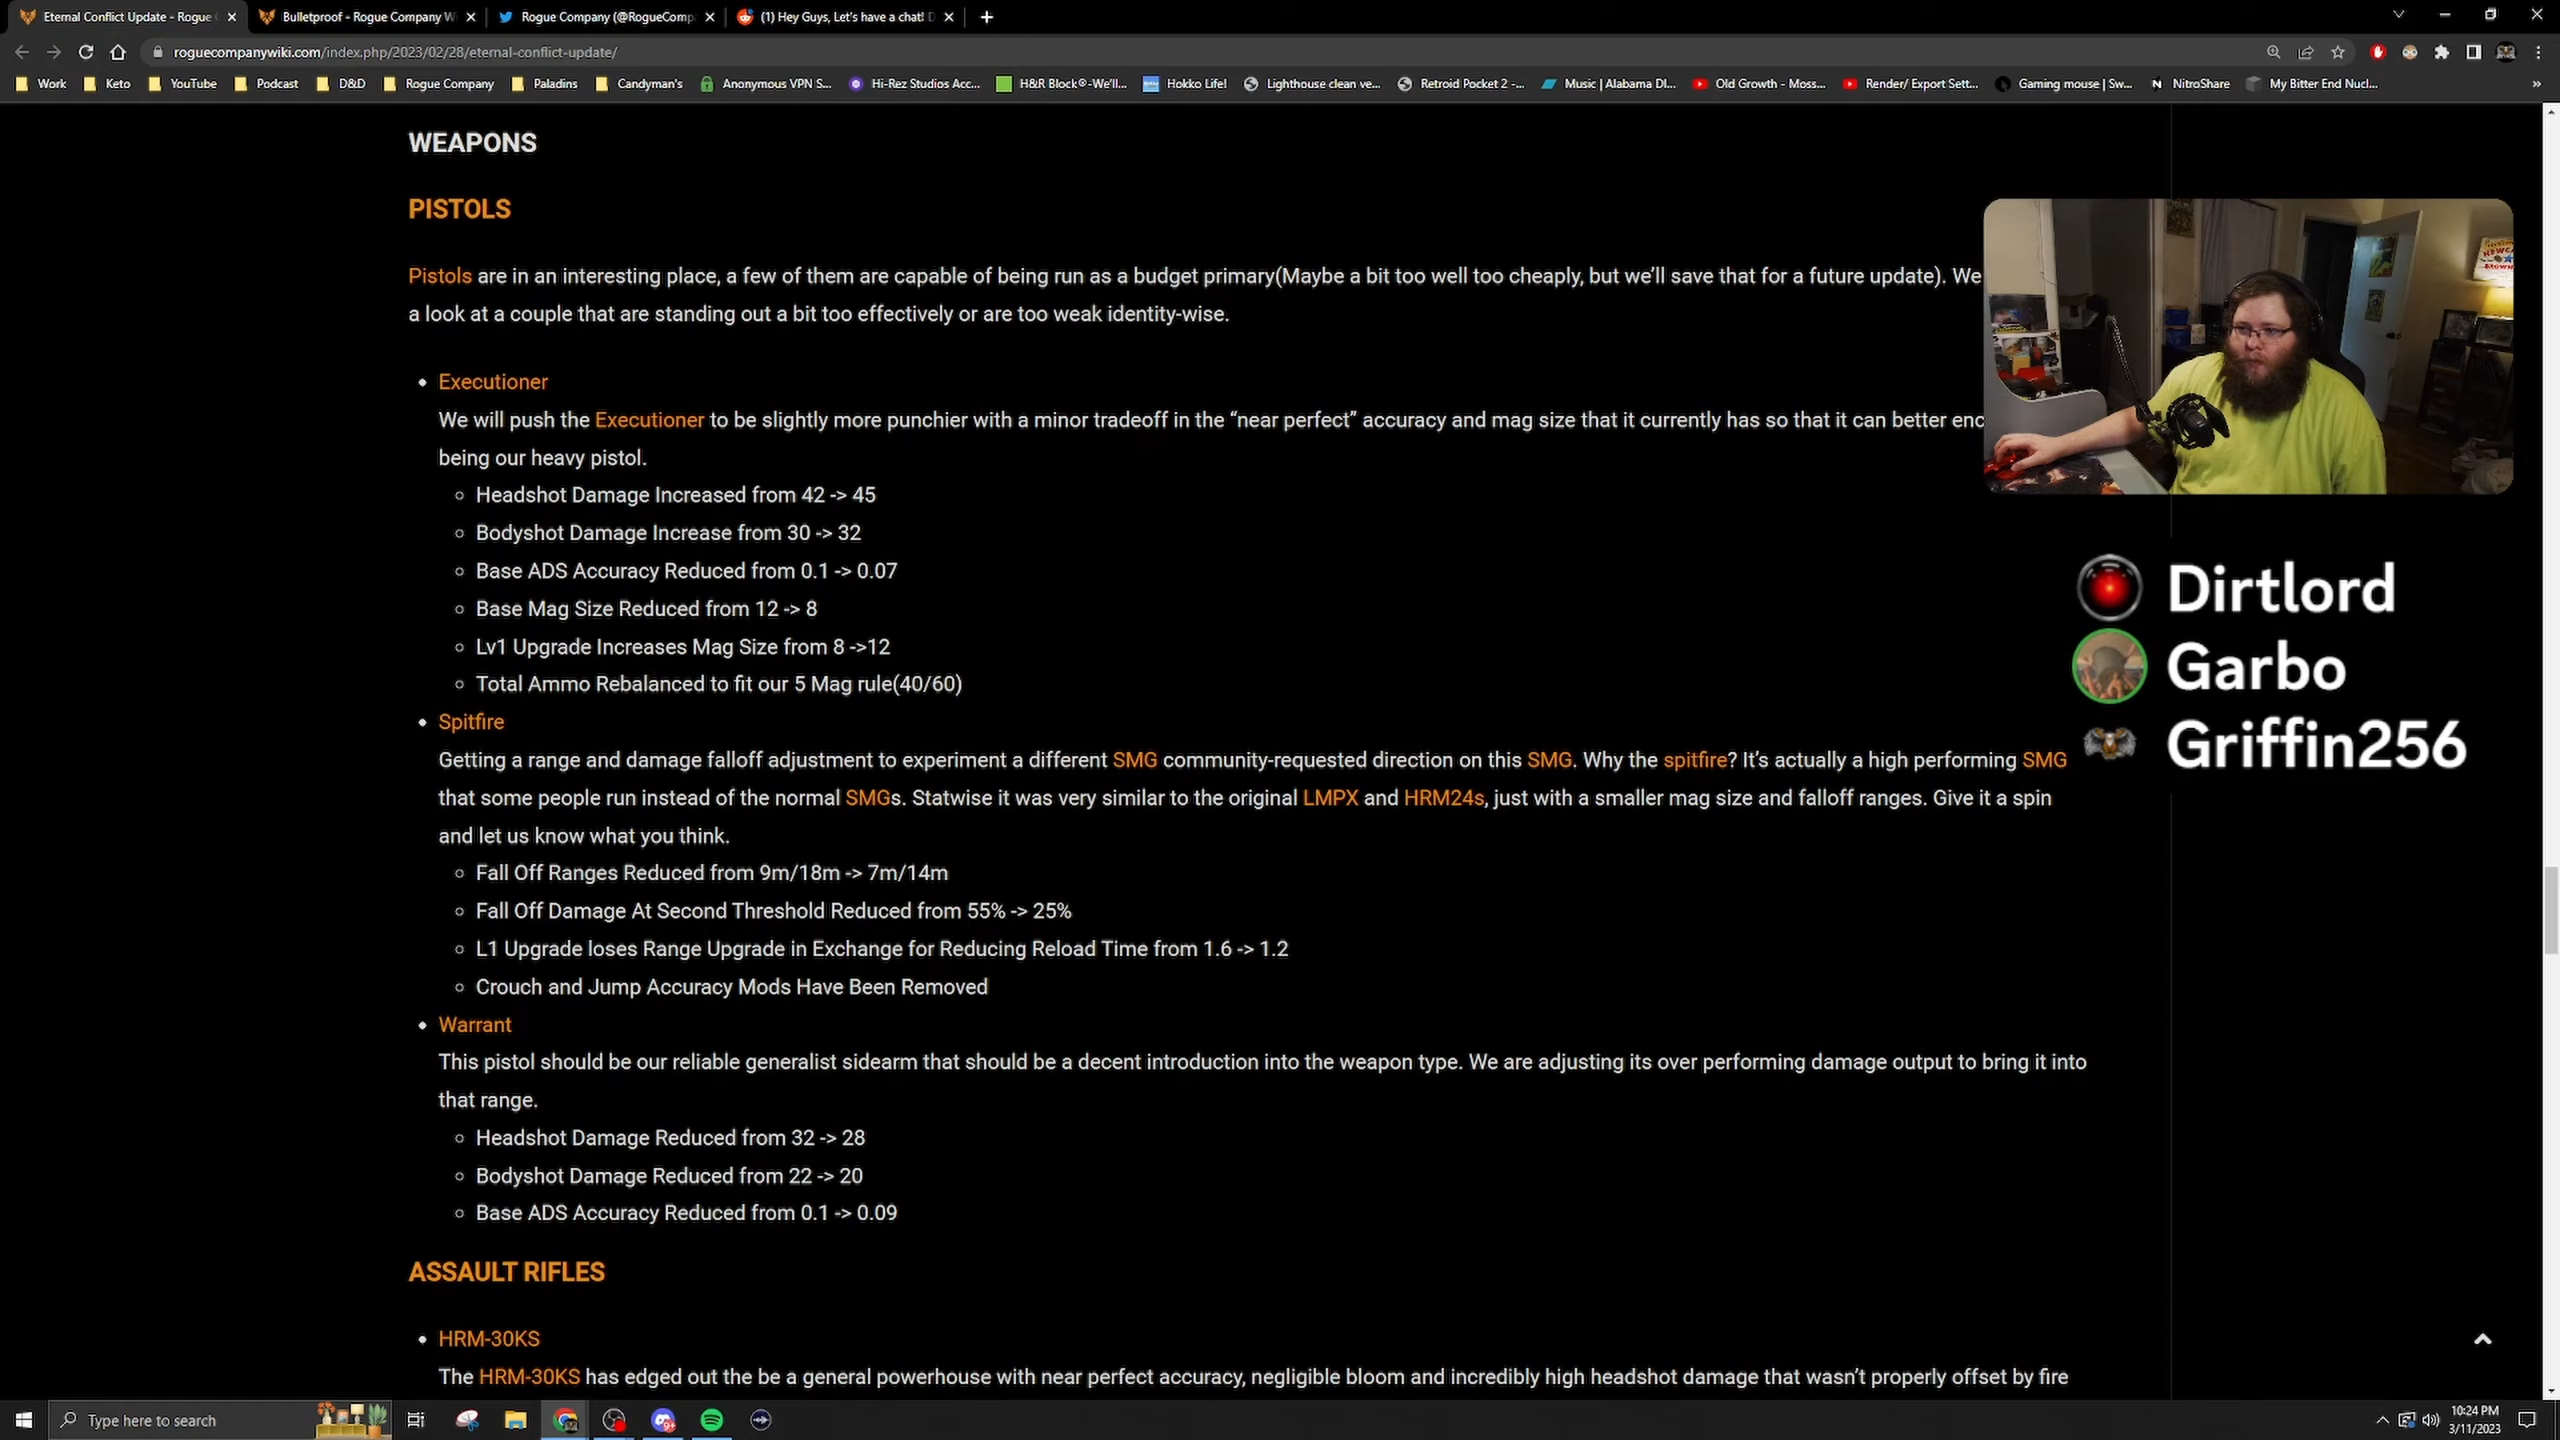 Eternal Conflict Update - Rogue
Bulletproof - Rogue Company W
Rogue Company (@RogueComp
(1) Hey Guys, Let's have a chat!
roguecompanywiki.com/index.php/2023/02/28/eternal-conflict-update/
Work
Keto
YouTube
Podcast
D&D
Rogue Company
Paladins
Candyman's
Anonymous VPN S...
Hi-Rez Studios Acc...
H&R Block®-We'll...
Hokko Life!
Lighthouse clean ve...
Retroid Pocket 2 -...
Music | Alabama DI...
Old Growth - Moss...
Render/ Export Sett...
Gaming mouse | Sw...
NitroShare
My Bitter End Nucl...
WEAPONS
PISTOLS
Pistols are in an interesting place, a few of them are capable of being run as a budget primary(Maybe a bit too well too cheaply, but we'll save that for a future update). We
a look at a couple that are standing out a bit too effectively or are too weak identity-wise.
Executioner
We will push the Executioner to be slightly more punchier with a minor tradeoff in the “near perfect” accuracy and mag size that it currently has so that it can better enc
being our heavy pistol.
Headshot Damage Increased from 42 -> 45
Bodyshot Damage Increase from 30 -> 32
Base ADS Accuracy Reduced from 0.1 -> 0.07
Base Mag Size Reduced from 12 -> 8
Lv1 Upgrade Increases Mag Size from 8 ->12
Total Ammo Rebalanced to fit our 5 Mag rule(40/60)
Dirtlord
Garbo
Griffin256
Spitfire
Getting a range and damage falloff adjustment to experiment a different SMG community-requested direction on this SMG. Why the spitfire? It's actually a high performing SMG
that some people run instead of the normal SMGs. Statwise it was very similar to the original LMPX and HRM24s, just with a smaller mag size and falloff ranges. Give it a spin
and let us know what you think.
Fall Off Ranges Reduced from 9m/18m -> 7m/14m
Fall Off Damage At Second Threshold Reduced from 55% -> 25%
L1 Upgrade loses Range Upgrade in Exchange for Reducing Reload Time from 1.6 -> 1.2
Crouch and Jump Accuracy Mods Have Been Removed
Warrant
This pistol should be our reliable generalist sidearm that should be a decent introduction into the weapon type. We are adjusting its over performing damage output to bring it into
that range.
Headshot Damage Reduced from 32 -> 28
Bodyshot Damage Reduced from 22 -> 20
Base ADS Accuracy Reduced from 0.1 -> 0.09
ASSAULT RIFLES
HRM-30KS
The HRM-30KS has edged out the be a general powerhouse with near perfect accuracy, negligible bloom and incredibly high headshot damage that wasn't properly offset by fire
Type here to search
10:24 PM
3/11/2023